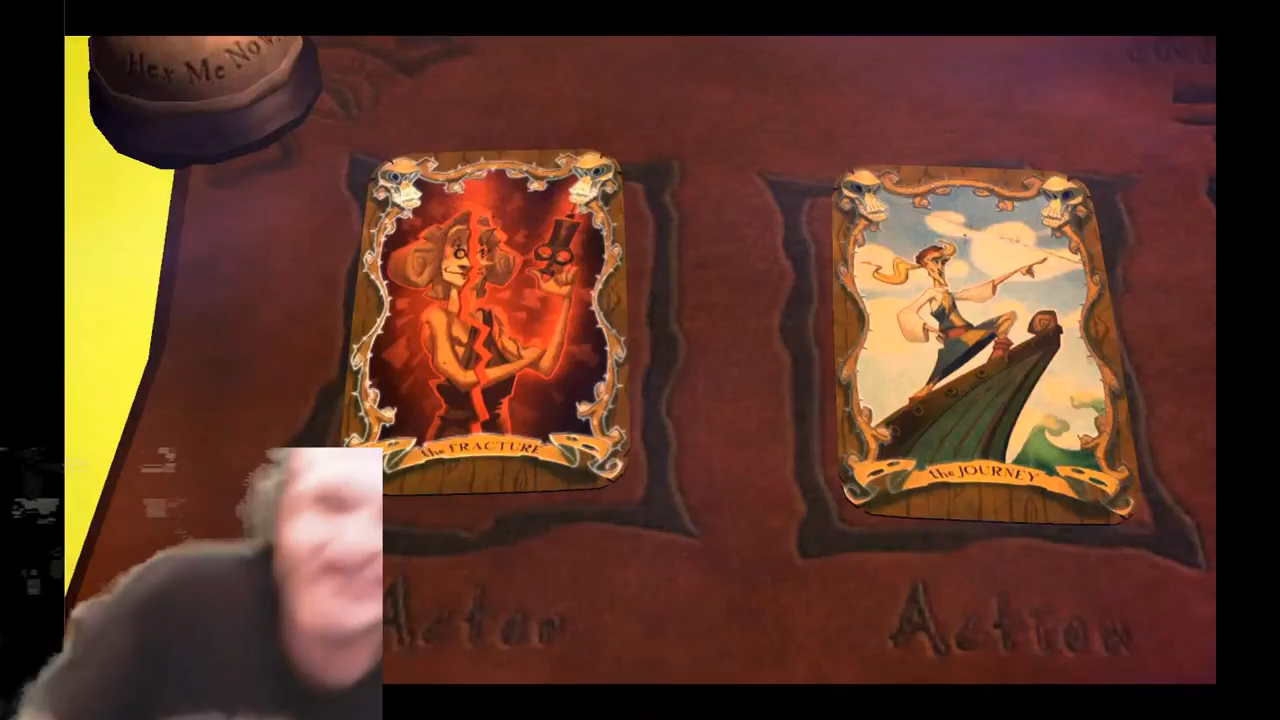 Hex Me Now
the FRACTURE
the JOURNEY
Actor
Action